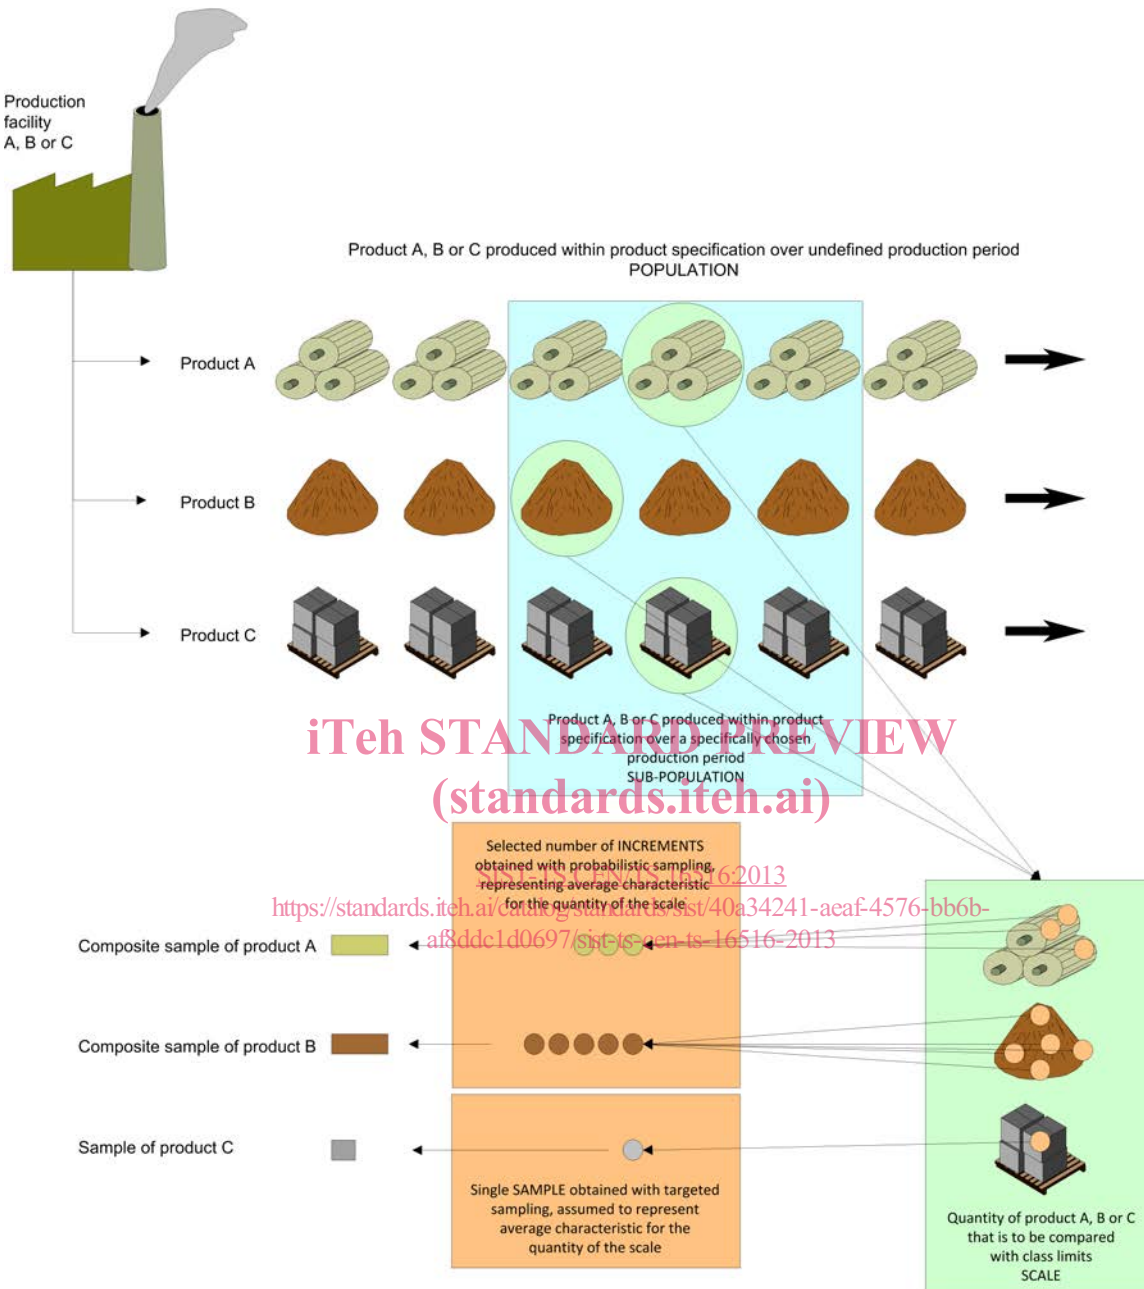 Production
facility
A, B or C
Product A, B or C produced within product specification over undefined production period
POPULATION
Product A
Product B
Product C
Product A, B or C produced within product
specification over a specifically chosen
production period
SUB-POPULATION
iTeh STANDARD PREVIEW
(standards.iteh.ai)
Selected number of INCREMENTS
obtained with probabilistic sampling,
representing average characteristic
for the quantity of the scale
SIST-TS CEN/TS 16516:2013
https://standards.iteh.ai/catalog/standards/sist/40a34241-aeaf-4576-bb6b-
af8ddc1d0697/sist-ts-cen-ts-16516-2013
Composite sample of product A
Composite sample of product B
Sample of product C
Single SAMPLE obtained with targeted
sampling, assumed to represent
average characteristic for the
quantity of the scale
Quantity of product A, B or C
that is to be compared
with class limits
SCALE